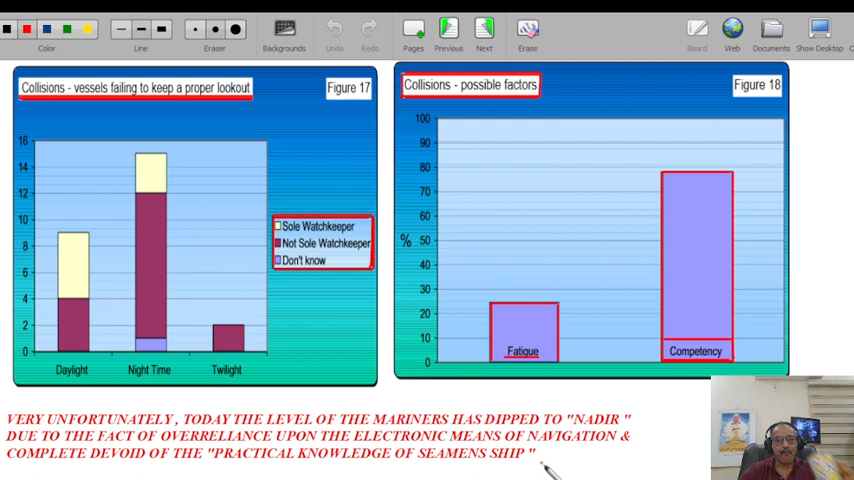 Color
Line
Eraser
Backgrounds
Undo
Redo
Pages
Previous
Next
Erase
Board
Web
Documents
Show Desktop
Collisions - vessels failing to keep a proper lookout
Figure 17
16
14
12
10
8
6
4
2
0
Daylight
Night Time
Twilight
Sole Watchkeeper
Not Sole Watchkeeper
Don't know
Collisions - possible factors
Figure 18
100
90
80
70
60
%
50
40
30
20
10
0
Fatigue
Competency
VERY UNFORTUNATELY , TODAY THE LEVEL OF THE MARINERS HAS DIPPED TO "NADIR "
DUE TO THE FACT OF OVERRELIANCE UPON THE ELECTRONIC MEANS OF NAVIGATION &
COMPLETE DEVOID OF THE "PRACTICAL KNOWLEDGE OF SEAMENS SHIP "